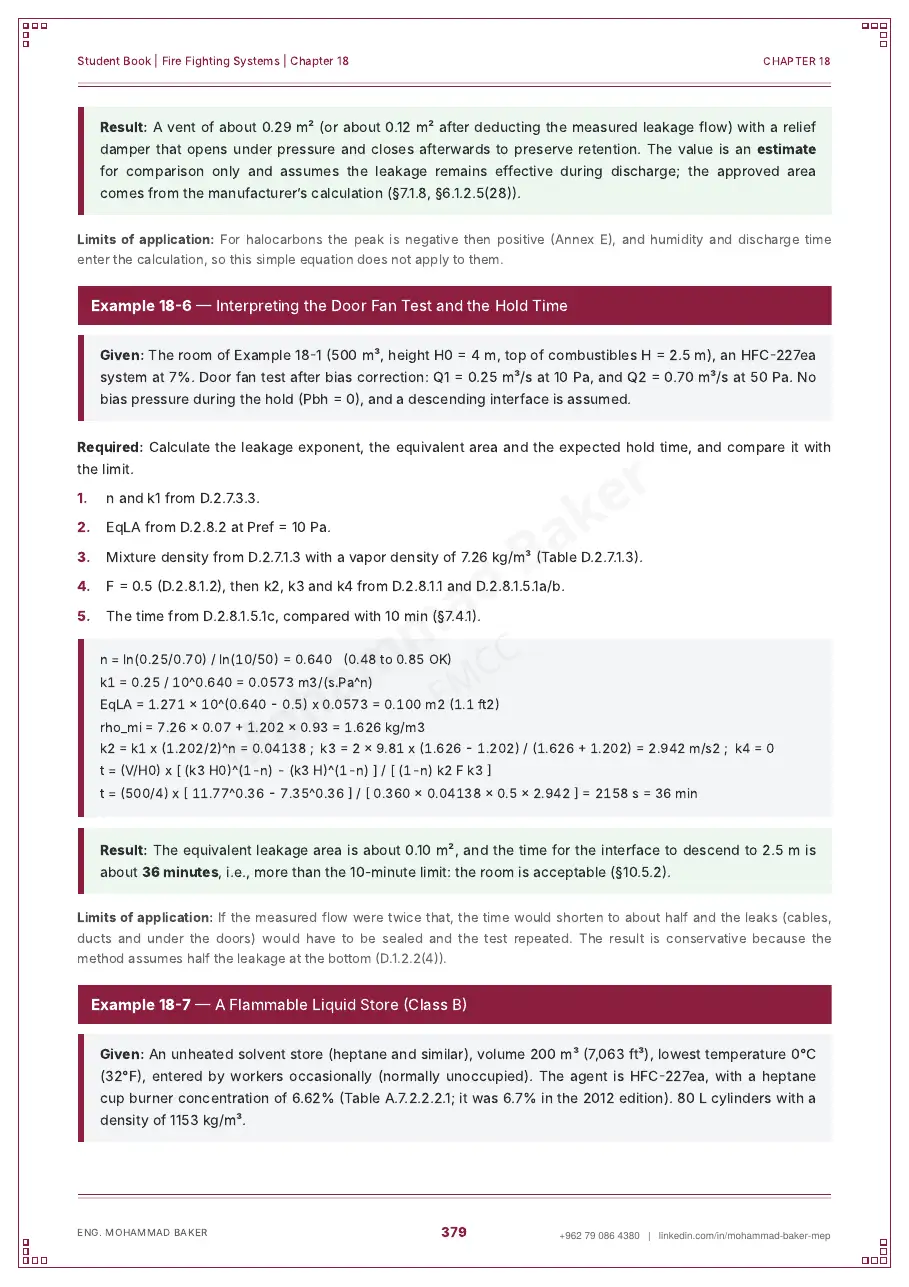 Student Book | Fire Fighting Systems | Chapter 18
CHAPTER 18
Result: A vent of about 0.29 m² (or about 0.12 m² after deducting the measured leakage flow) with a relief
damper that opens under pressure and closes afterwards to preserve retention. The value is an estimate
for comparison only and assumes the leakage remains effective during discharge; the approved area
comes from the manufacturer's calculation (§7.1.8, §6.1.2.5(28)).
Limits of application: For halocarbons the peak is negative then positive (Annex E), and humidity and discharge time
enter the calculation, so this simple equation does not apply to them.
Example 18-6 — Interpreting the Door Fan Test and the Hold Time
Given: The room of Example 18-1 (500 m³, height H0 = 4 m, top of combustibles H = 2.5 m), an HFC-227ea
system at 7%. Door fan test after bias correction: Q1 = 0.25 m³/s at 10 Pa, and Q2 = 0.70 m³/s at 50 Pa. No
bias pressure during the hold (Pbh = 0), and a descending interface is assumed.
Required: Calculate the leakage exponent, the equivalent area and the expected hold time, and compare it with
the limit.
1. n and k1 from D.2.7.3.3.
2. EqLA from D.2.8.2 at Pref = 10 Pa.
3. Mixture density from D.2.7.1.3 with a vapor density of 7.26 kg/m³ (Table D.2.7.1.3).
4. F = 0.5 (D.2.8.1.2), then k2, k3 and k4 from D.2.8.1.1 and D.2.8.1.5.1a/b.
5. The time from D.2.8.1.5.1c, compared with 10 min (§7.4.1).
n = ln(0.25/0.70) / ln(10/50) = 0.640 (0.48 to 0.85 OK)
k1 = 0.25 / 10^0.640 = 0.0573 m3/(s.Pa^n)
EqLA = 1.271 × 10^(0.640 - 0.5) x 0.0573 = 0.100 m2 (1.1 ft2)
rho_mi = 7.26 × 0.07 + 1.202 × 0.93 = 1.626 kg/m3
k2 = k1 x (1.202/2)^n = 0.04138 ; k3 = 2 × 9.81 x (1.626 - 1.202) / (1.626 + 1.202) = 2.942 m/s2 ; k4 = 0
t = (V/H0) x [ (k3 H0)^(1-n) - (k3 H)^(1-n) ] / [ (1-n) k2 F k3 ]
t = (500/4) x [ 11.77^0.36 - 7.35^0.36 ] / [ 0.360 × 0.04138 × 0.5 × 2.942 ] = 2158 s = 36 min
Result: The equivalent leakage area is about 0.10 m², and the time for the interface to descend to 2.5 m is
about 36 minutes, i.e., more than the 10-minute limit: the room is acceptable (§10.5.2).
Limits of application: If the measured flow were twice that, the time would shorten to about half and the leaks (cables,
ducts and under the doors) would have to be sealed and the test repeated. The result is conservative because the
method assumes half the leakage at the bottom (D.1.2.2(4)).
Example 18-7 — A Flammable Liquid Store (Class B)
Given: An unheated solvent store (heptane and similar), volume 200 m³ (7,063 ft³), lowest temperature 0°C
(32°F), entered by workers occasionally (normally unoccupied). The agent is HFC-227ea, with a heptane
cup burner concentration of 6.62% (Table A.7.2.2.2.1; it was 6.7% in the 2012 edition). 80 L cylinders with a
density of 1153 kg/m³.
ENG. MOHAMMAD BAKER
379
+962 79 086 4380 | linkedin.com/in/mohammad-baker-mep
Mohammad Baker
FMCC